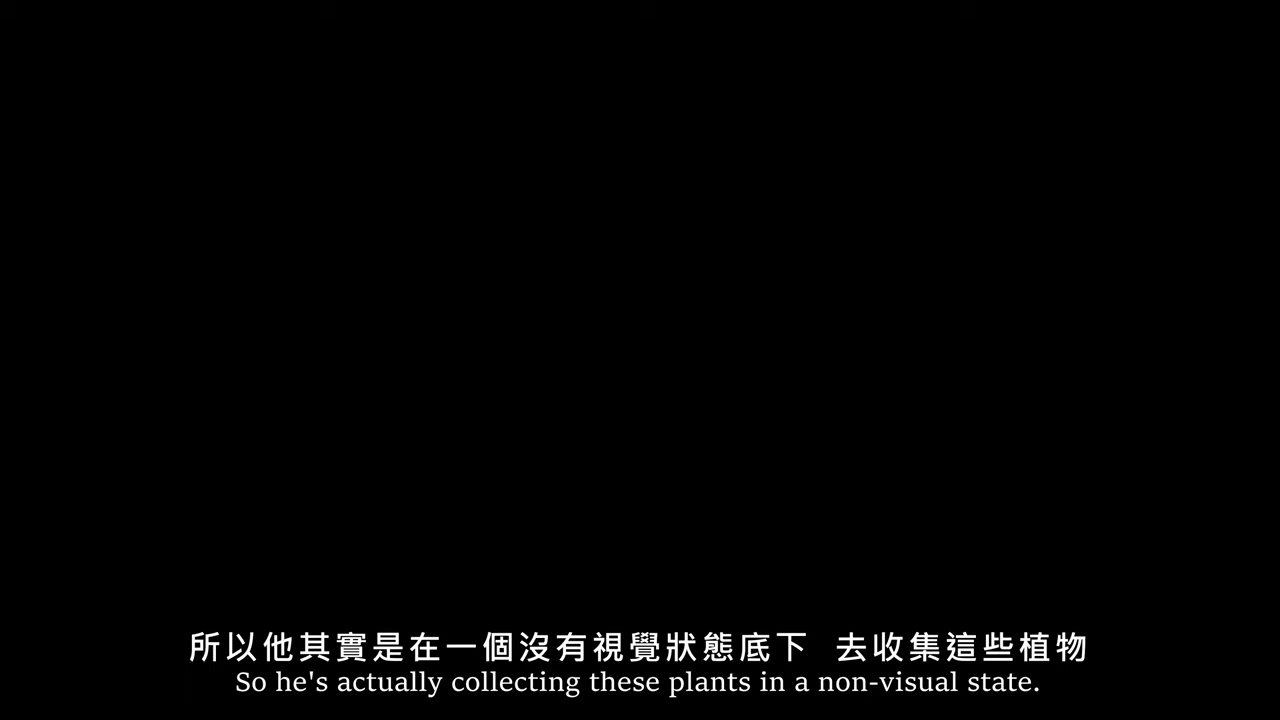 所以他其實是在一個沒有視覺狀態底下 去收集這些植物
So he's actually collecting these plants in a non-visual state.